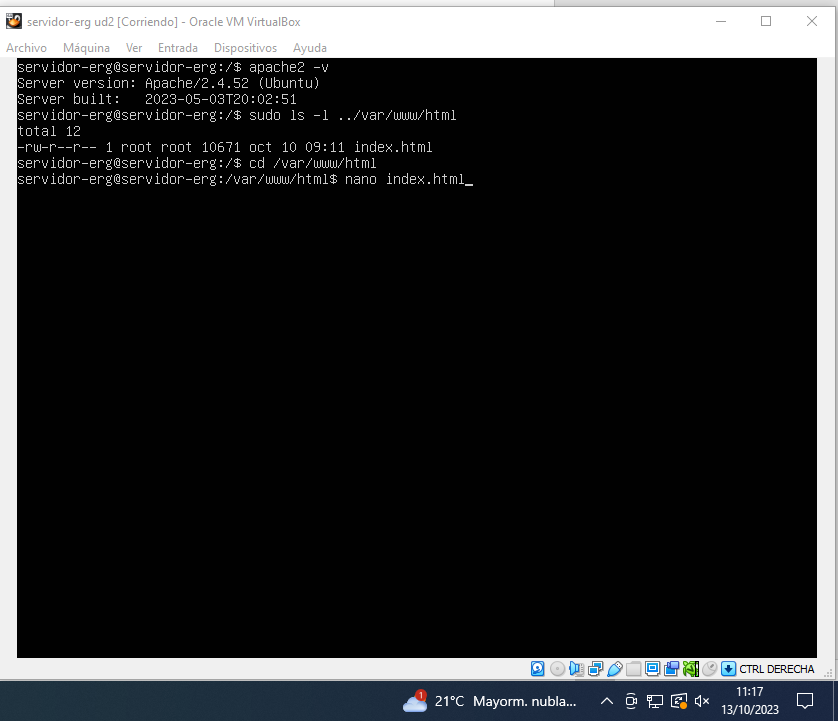 servidor-erg ud2 [Corriendo] - Oracle VM VirtualBox
Archivo Máquina Ver Entrada Dispositivos Ayuda
servidor-erg@servidor-erg:/$ apache2 -v
Server version: Apache/2.4.52 (Ubuntu)
Server built:   2023-05-03T20:02:51
servidor-erg@servidor-erg:/$ sudo ls -l ../var/www/html
total 12
-rw-r--r-- 1 root root 10671 oct 10 09:11 index.html
servidor-erg@servidor-erg:/$ cd /var/www/html
servidor-erg@servidor-erg:/var/www/html$ nano index.html_
CTRL DERECHA
1
21°C Mayorm. nubla...
11:17
13/10/2023